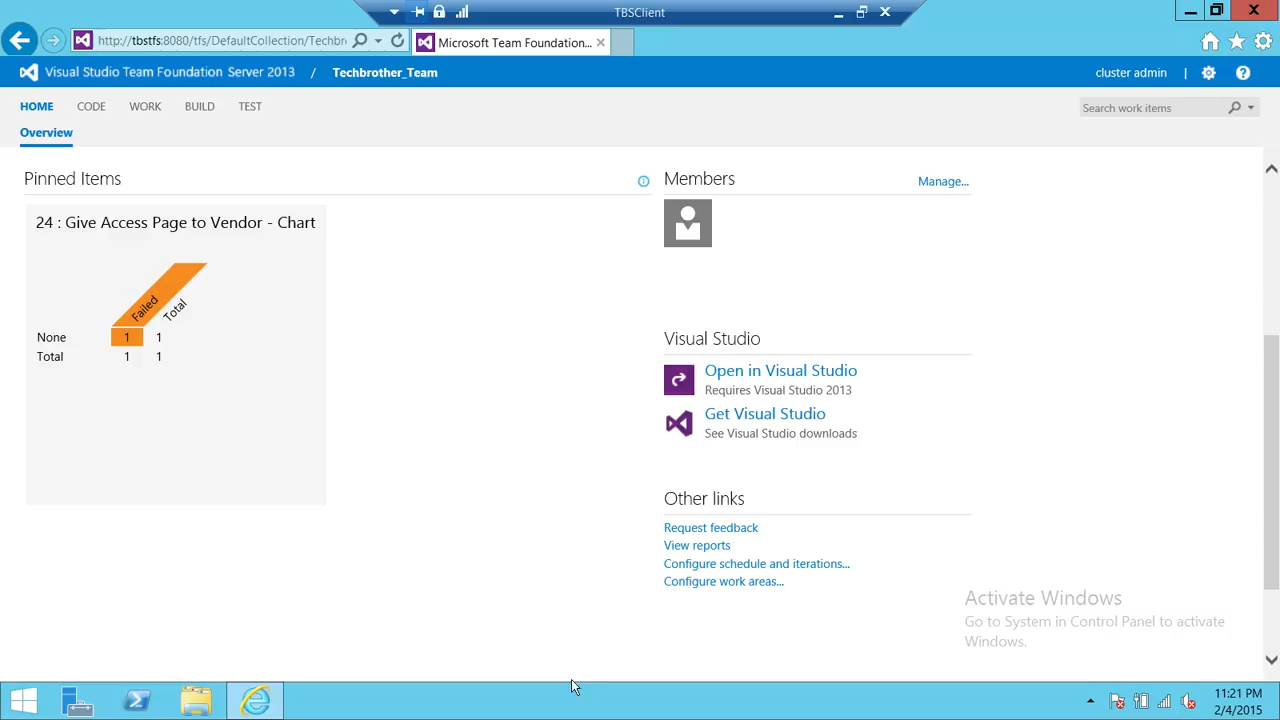 TBSClient
http://tbstfs:8080/tfs/DefaultCollection/Techbr
Microsoft Team Foundation...
Visual Studio Team Foundation Server 2013 / Techbrother_Team
cluster admin |
HOME CODE WORK BUILD TEST
Search work items
Overview
Pinned Items
Members
Manage...
24 : Give Access Page to Vendor - Chart
Failed
Total
None 1 1
Total 1 1
Visual Studio
Open in Visual Studio
Requires Visual Studio 2013
Get Visual Studio
See Visual Studio downloads
Other links
Request feedback
View reports
Configure schedule and iterations...
Configure work areas...
Activate Windows
Go to System in Control Panel to activate
Windows.
11:21 PM
2/4/2015